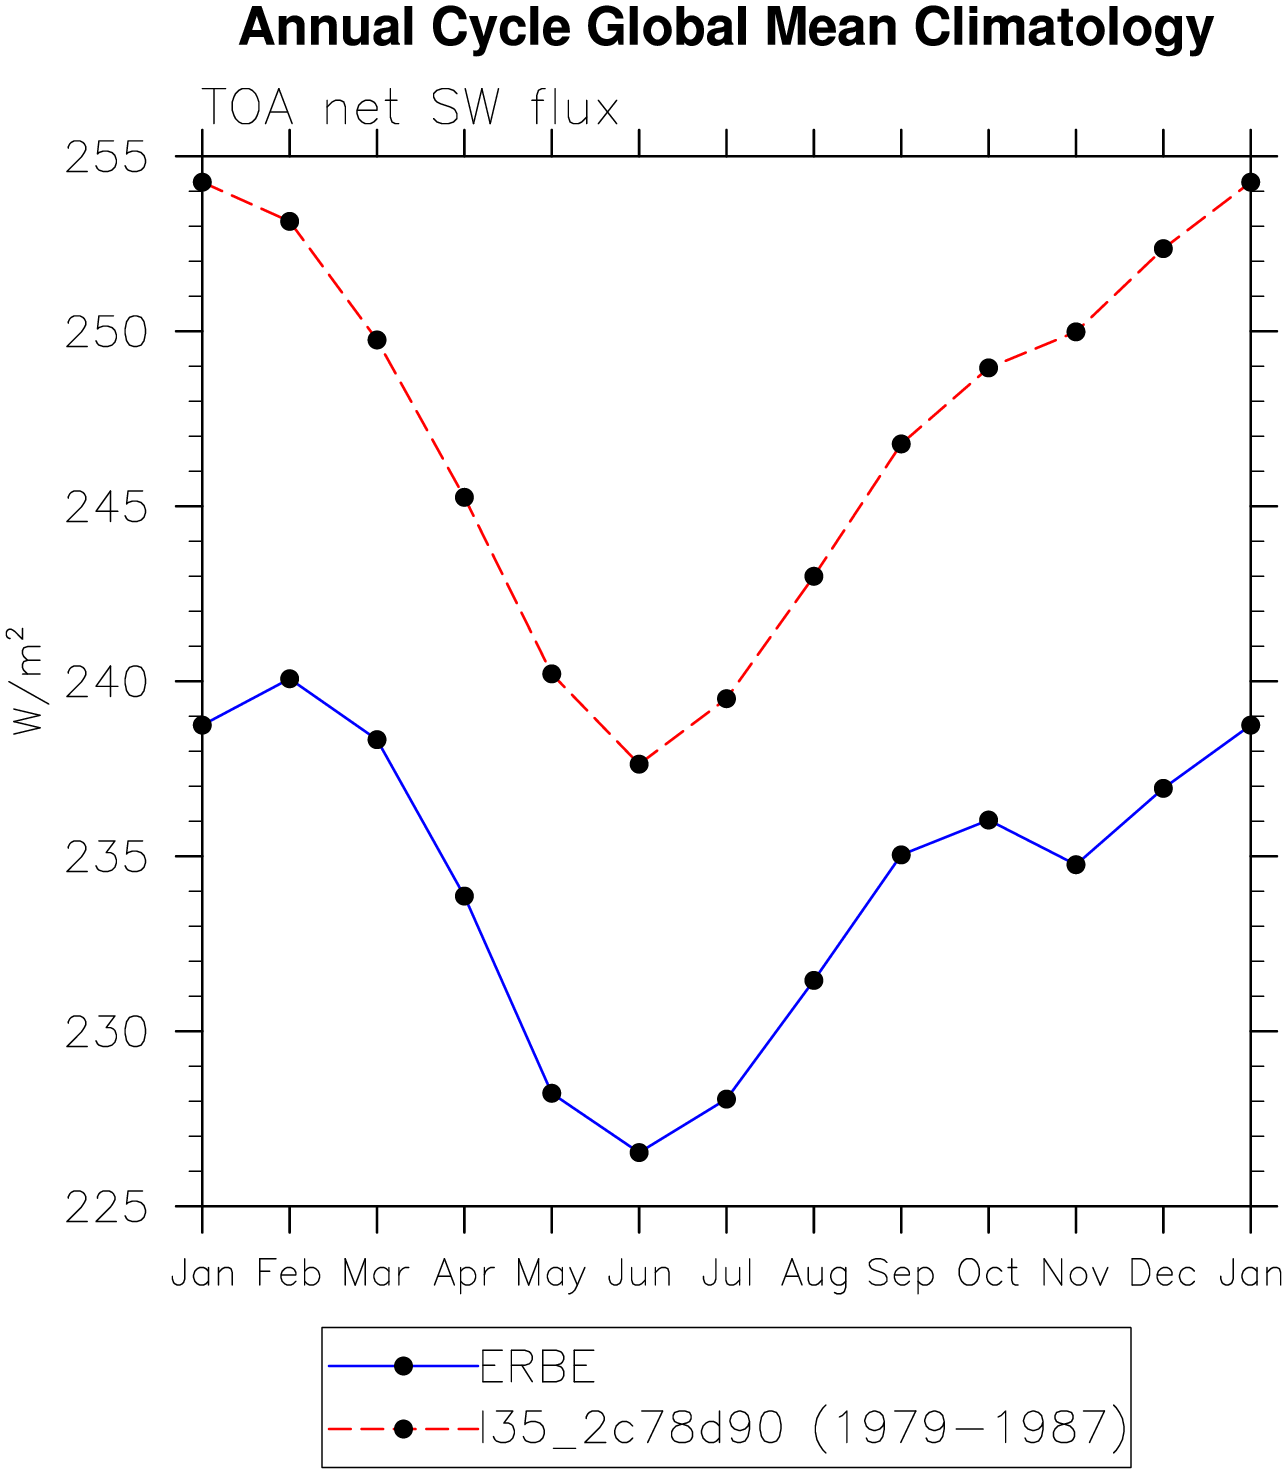 Annual Cycle Global Mean Climatology
TOA net SW flux
255
250
245
240
235
230
225
W/m²
Jan Feb Mar Apr May Jun Jul Aug Sep Oct Nov Dec Jan
ERBE
I35_2c78d90 (1979-1987)